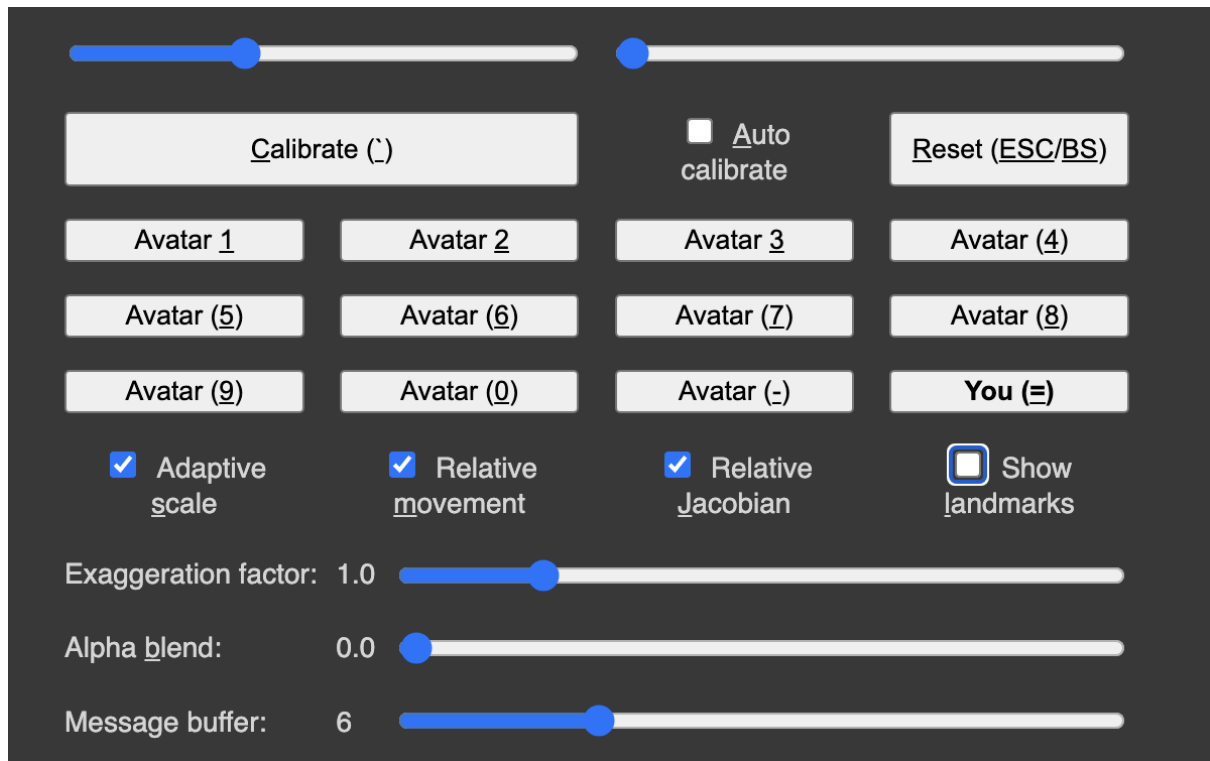 Calibrate (`)
Auto
calibrate
Reset (ESC/BS)
Avatar 1
Avatar 2
Avatar 3
Avatar (4)
Avatar (5)
Avatar (6)
Avatar (7)
Avatar (8)
Avatar (9)
Avatar (0)
Avatar (-)
You (=)
Adaptive
scale
Relative
movement
Relative
Jacobian
Show
landmarks
Exaggeration factor: 1.0
Alpha blend: 0.0
Message buffer: 6